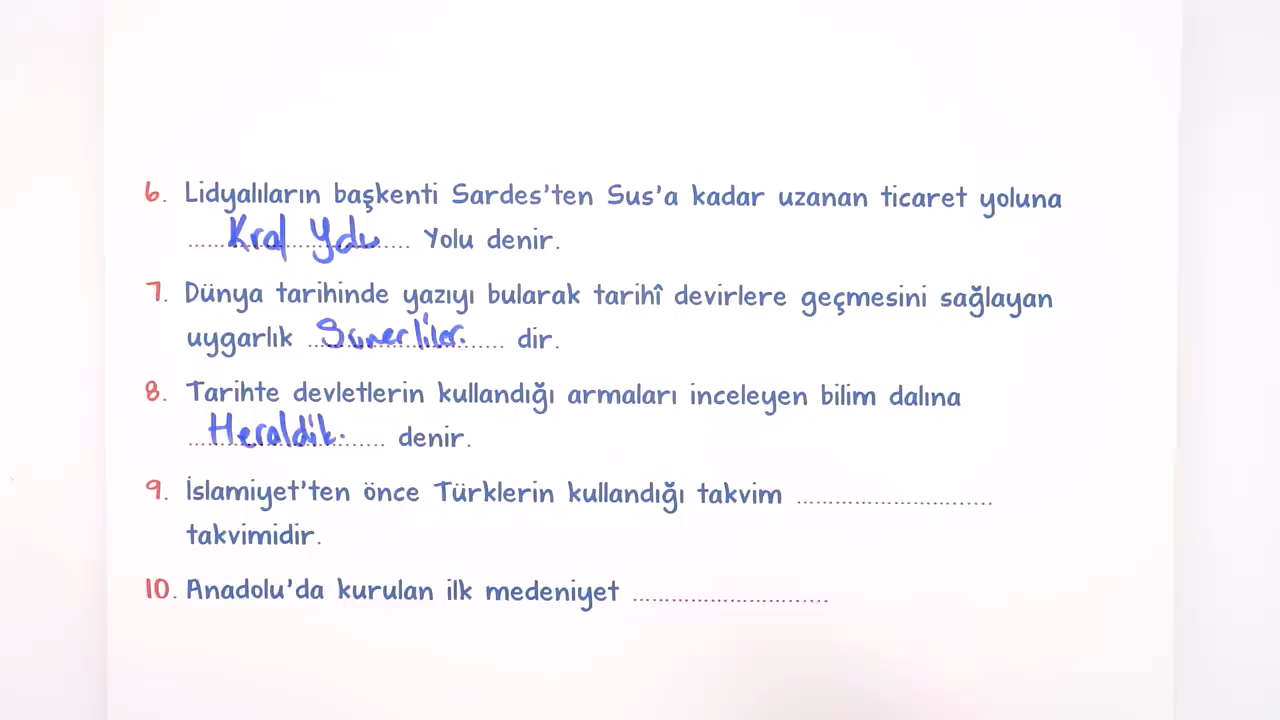 6. Lidyalıların başkenti Sardes'ten Sus'a kadar uzanan ticaret yoluna
......Kral Yolu...... Yolu denir.
7. Dünya tarihinde yazıyı bularak tarihî devirlere geçmesini sağlayan
uygarlık ...Sümerliler...... dir.
8. Tarihte devletlerin kullandığı armaları inceleyen bilim dalına
...Heraldik....... denir.
9. İslamiyet'ten önce Türklerin kullandığı takvim ..............................
takvimidir.
10. Anadolu'da kurulan ilk medeniyet ..............................